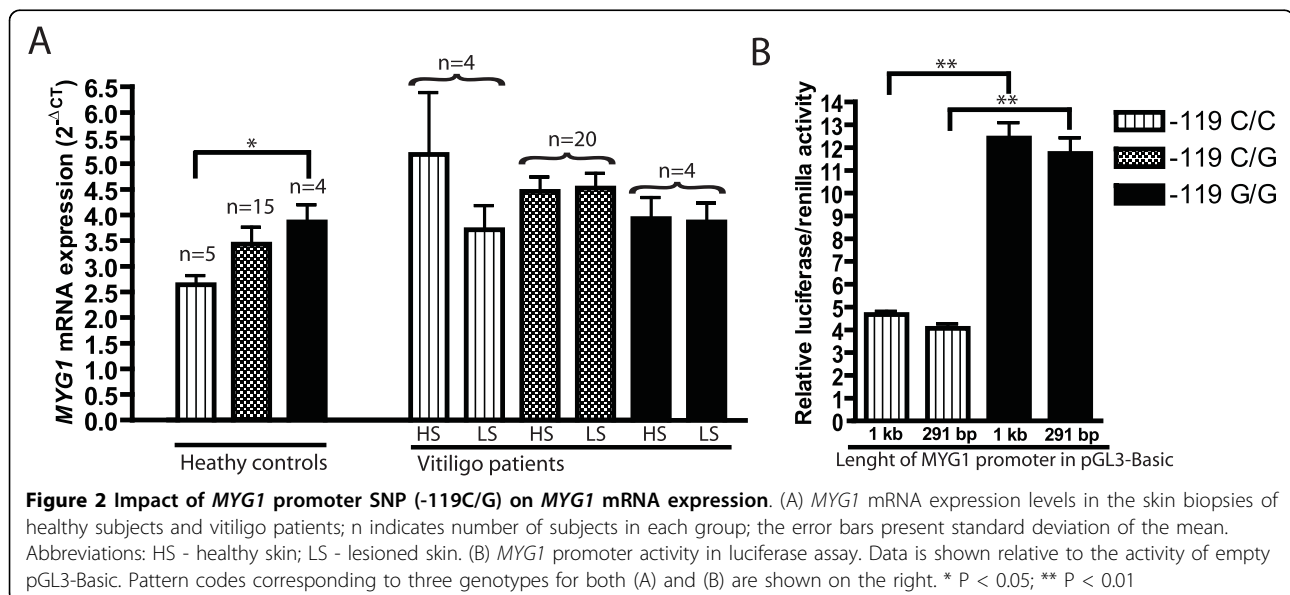 A
n=4
6.5
6.0
5.5
5.0
4.5
4.0
3.5
3.0
2.5
2.0
1.5
1.0
0.5
0.0
MYG1 mRNA expression (2^-ΔCT)
*
n=5
n=15
n=4
n=20
n=4
HS LS HS LS HS LS
Heathy controls
Vitiligo patients
B
**
**
14
13
12
11
10
9
8
7
6
5
4
3
2
1
0
Relative luciferase/renilla activity
1 kb 291 bp 1 kb 291 bp
Lenght of MYG1 promoter in pGL3-Basic
-119 C/C
-119 C/G
-119 G/G
Figure 2 Impact of MYG1 promoter SNP (-119C/G) on MYG1 mRNA expression. (A) MYG1 mRNA expression levels in the skin biopsies of
healthy subjects and vitiligo patients; n indicates number of subjects in each group; the error bars present standard deviation of the mean.
Abbreviations: HS - healthy skin; LS - lesioned skin. (B) MYG1 promoter activity in luciferase assay. Data is shown relative to the activity of empty
pGL3-Basic. Pattern codes corresponding to three genotypes for both (A) and (B) are shown on the right. * P < 0.05; ** P < 0.01